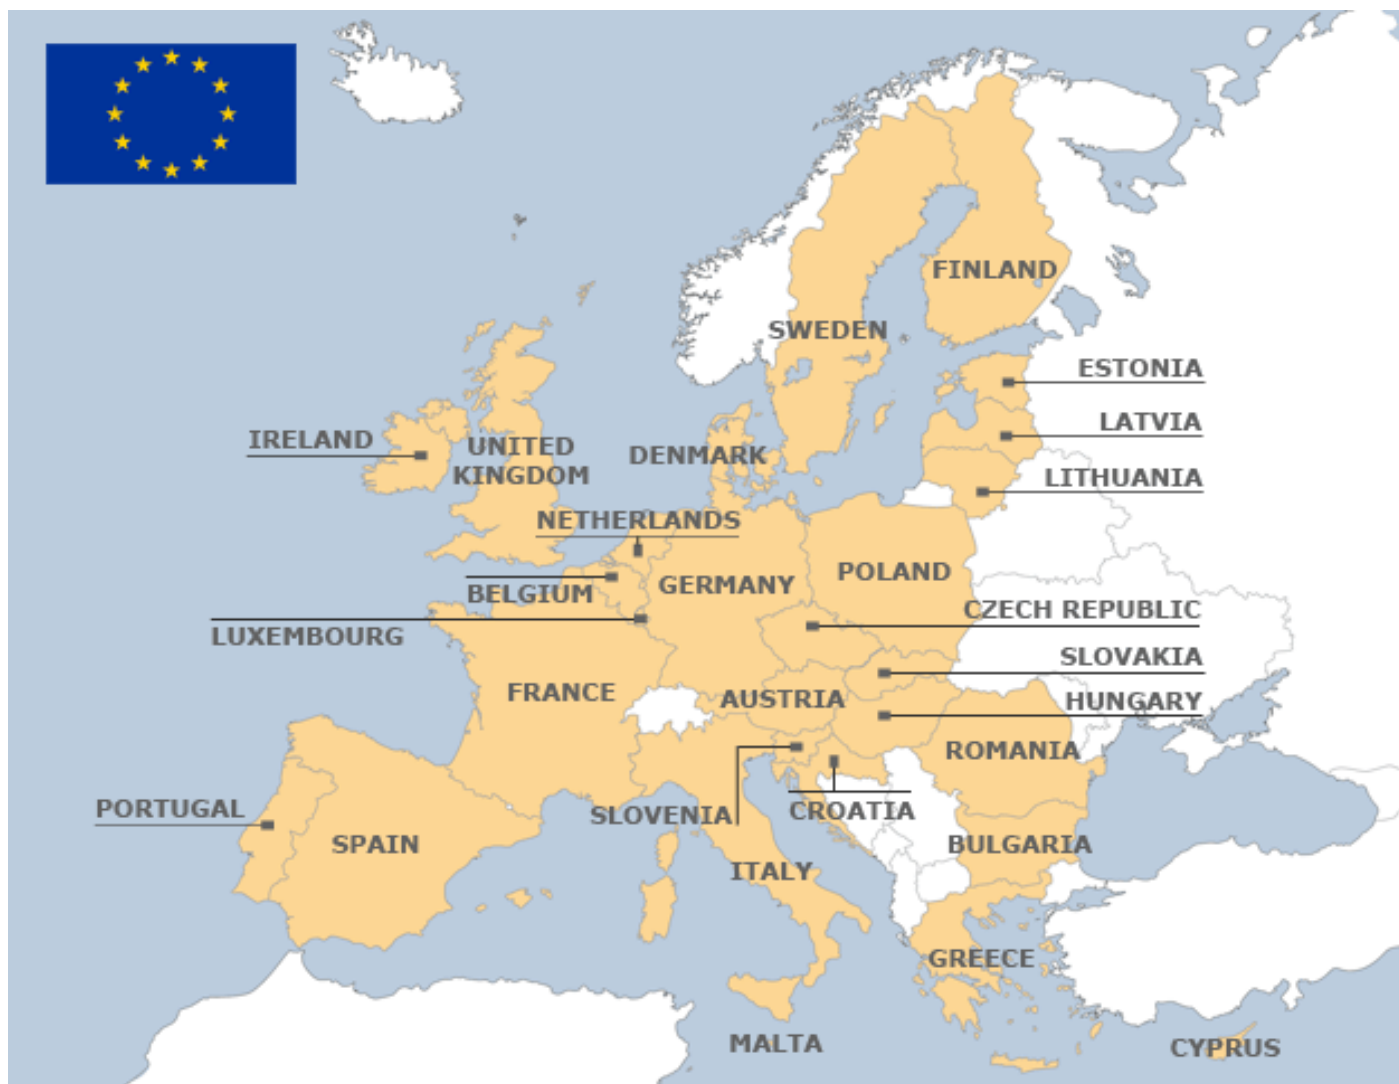 FINLAND
SWEDEN
ESTONIA
LATVIA
IRELAND
UNITED
KINGDOM
DENMARK
LITHUANIA
NETHERLANDS
BELGIUM
GERMANY
POLAND
CZECH REPUBLIC
LUXEMBOURG
SLOVAKIA
FRANCE
AUSTRIA
HUNGARY
ROMANIA
PORTUGAL
SLOVENIA
CROATIA
SPAIN
BULGARIA
ITALY
GREECE
MALTA
CYPRUS